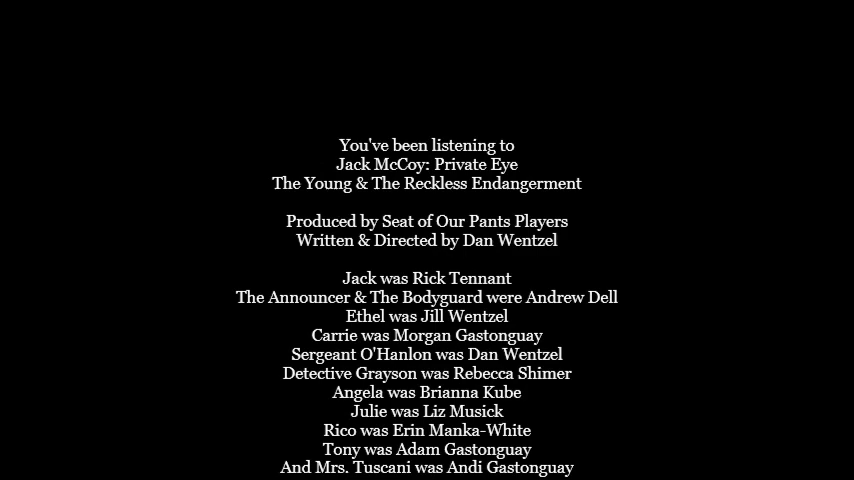 You've been listening to
Jack McCoy: Private Eye
The Young & The Reckless Endangerment
Produced by Seat of Our Pants Players
Written & Directed by Dan Wentzel
Jack was Rick Tennant
The Announcer & The Bodyguard were Andrew Dell
Ethel was Jill Wentzel
Carrie was Morgan Gastonguay
Sergeant O'Hanlon was Dan Wentzel
Detective Grayson was Rebecca Shimer
Angela was Brianna Kube
Julie was Liz Musick
Rico was Erin Manka-White
Tony was Adam Gastonguay
And Mrs. Tuscani was Andi Gastonguay